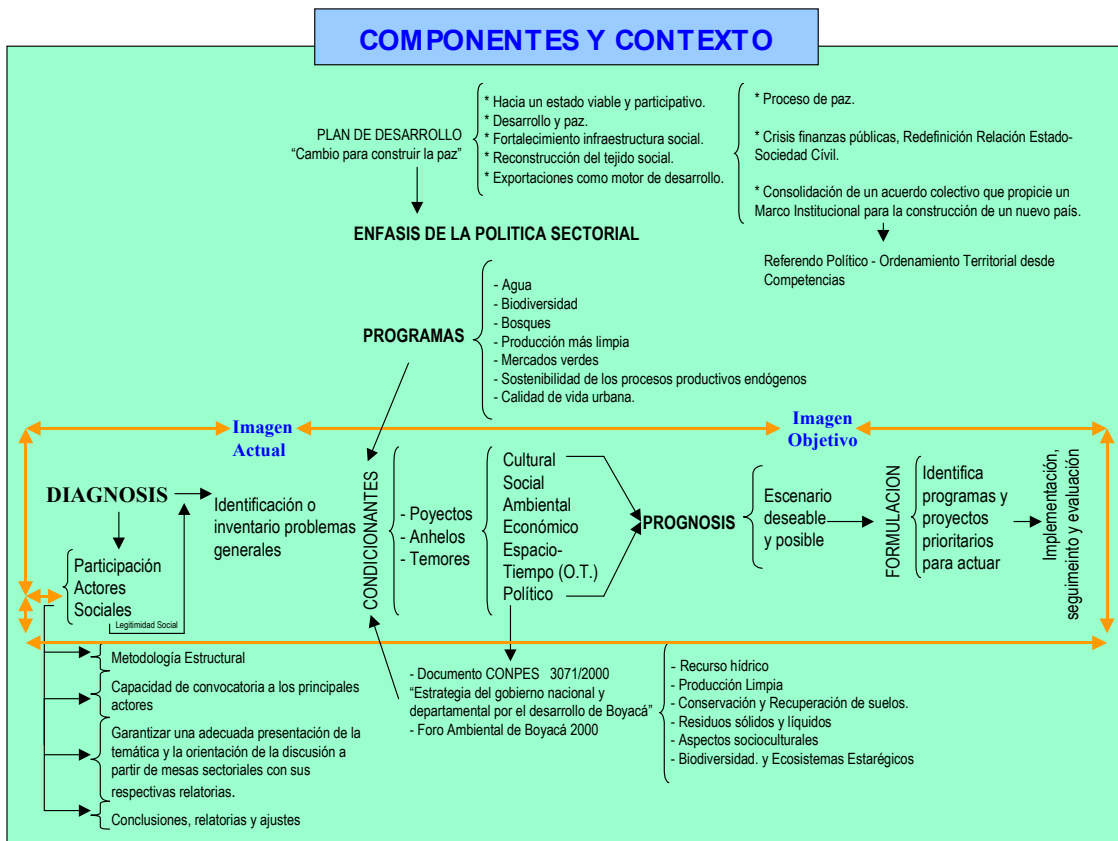 COMPONENTES Y CONTEXTO
PLAN DE DESARROLLO
“Cambio para construir la paz”
* Hacia un estado viable y participativo.
* Desarrollo y paz.
* Fortalecimiento infraestructura social.
* Reconstrucción del tejido social.
* Exportaciones como motor de desarrollo.
* Proceso de paz.
* Crisis finanzas públicas, Redefinición Relación Estado-
Sociedad Cívil.
* Consolidación de un acuerdo colectivo que propicie un
Marco Institucional para la construcción de un nuevo país.
Referendo Político - Ordenamiento Territorial desde
Competencias
ENFASIS DE LA POLITICA SECTORIAL
PROGRAMAS
- Agua
- Biodiversidad
- Bosques
- Producción más limpia
- Mercados verdes
- Sostenibilidad de los procesos productivos endógenos
- Calidad de vida urbana.
Imagen
Actual
Imagen
Objetivo
DIAGNOSIS
Identificación o
inventario problemas
generales
Participación
Actores
Sociales
Legitimidad Social
CONDICIONANTES
- Poyectos
- Anhelos
- Temores
Cultural
Social
Ambiental
Económico
Espacio-
Tiempo (O.T.)
Político
PROGNOSIS
Escenario
deseable
y posible
FORMULACION
Identifica
programas y
proyectos
prioritarios
para actuar
Implementación,
seguimeinto y evaluación
Metodología Estructural
Capacidad de convocatoria a los principales
actores
Garantizar una adecuada presentación de la
temática y la orientación de la discusión a
partir de mesas sectoriales con sus
respectivas relatorias.
Conclusiones, relatorias y ajustes
- Documento CONPES 3071/2000
“Estrategia del gobierno nacional y
departamental por el desarrollo de Boyacá”
- Foro Ambiental de Boyacá 2000
- Recurso hídrico
- Producción Limpia
- Conservación y Recuperación de suelos.
- Residuos sólidos y líquidos
- Aspectos socioculturales
- Biodiversidad. y Ecosistemas Estarégicos